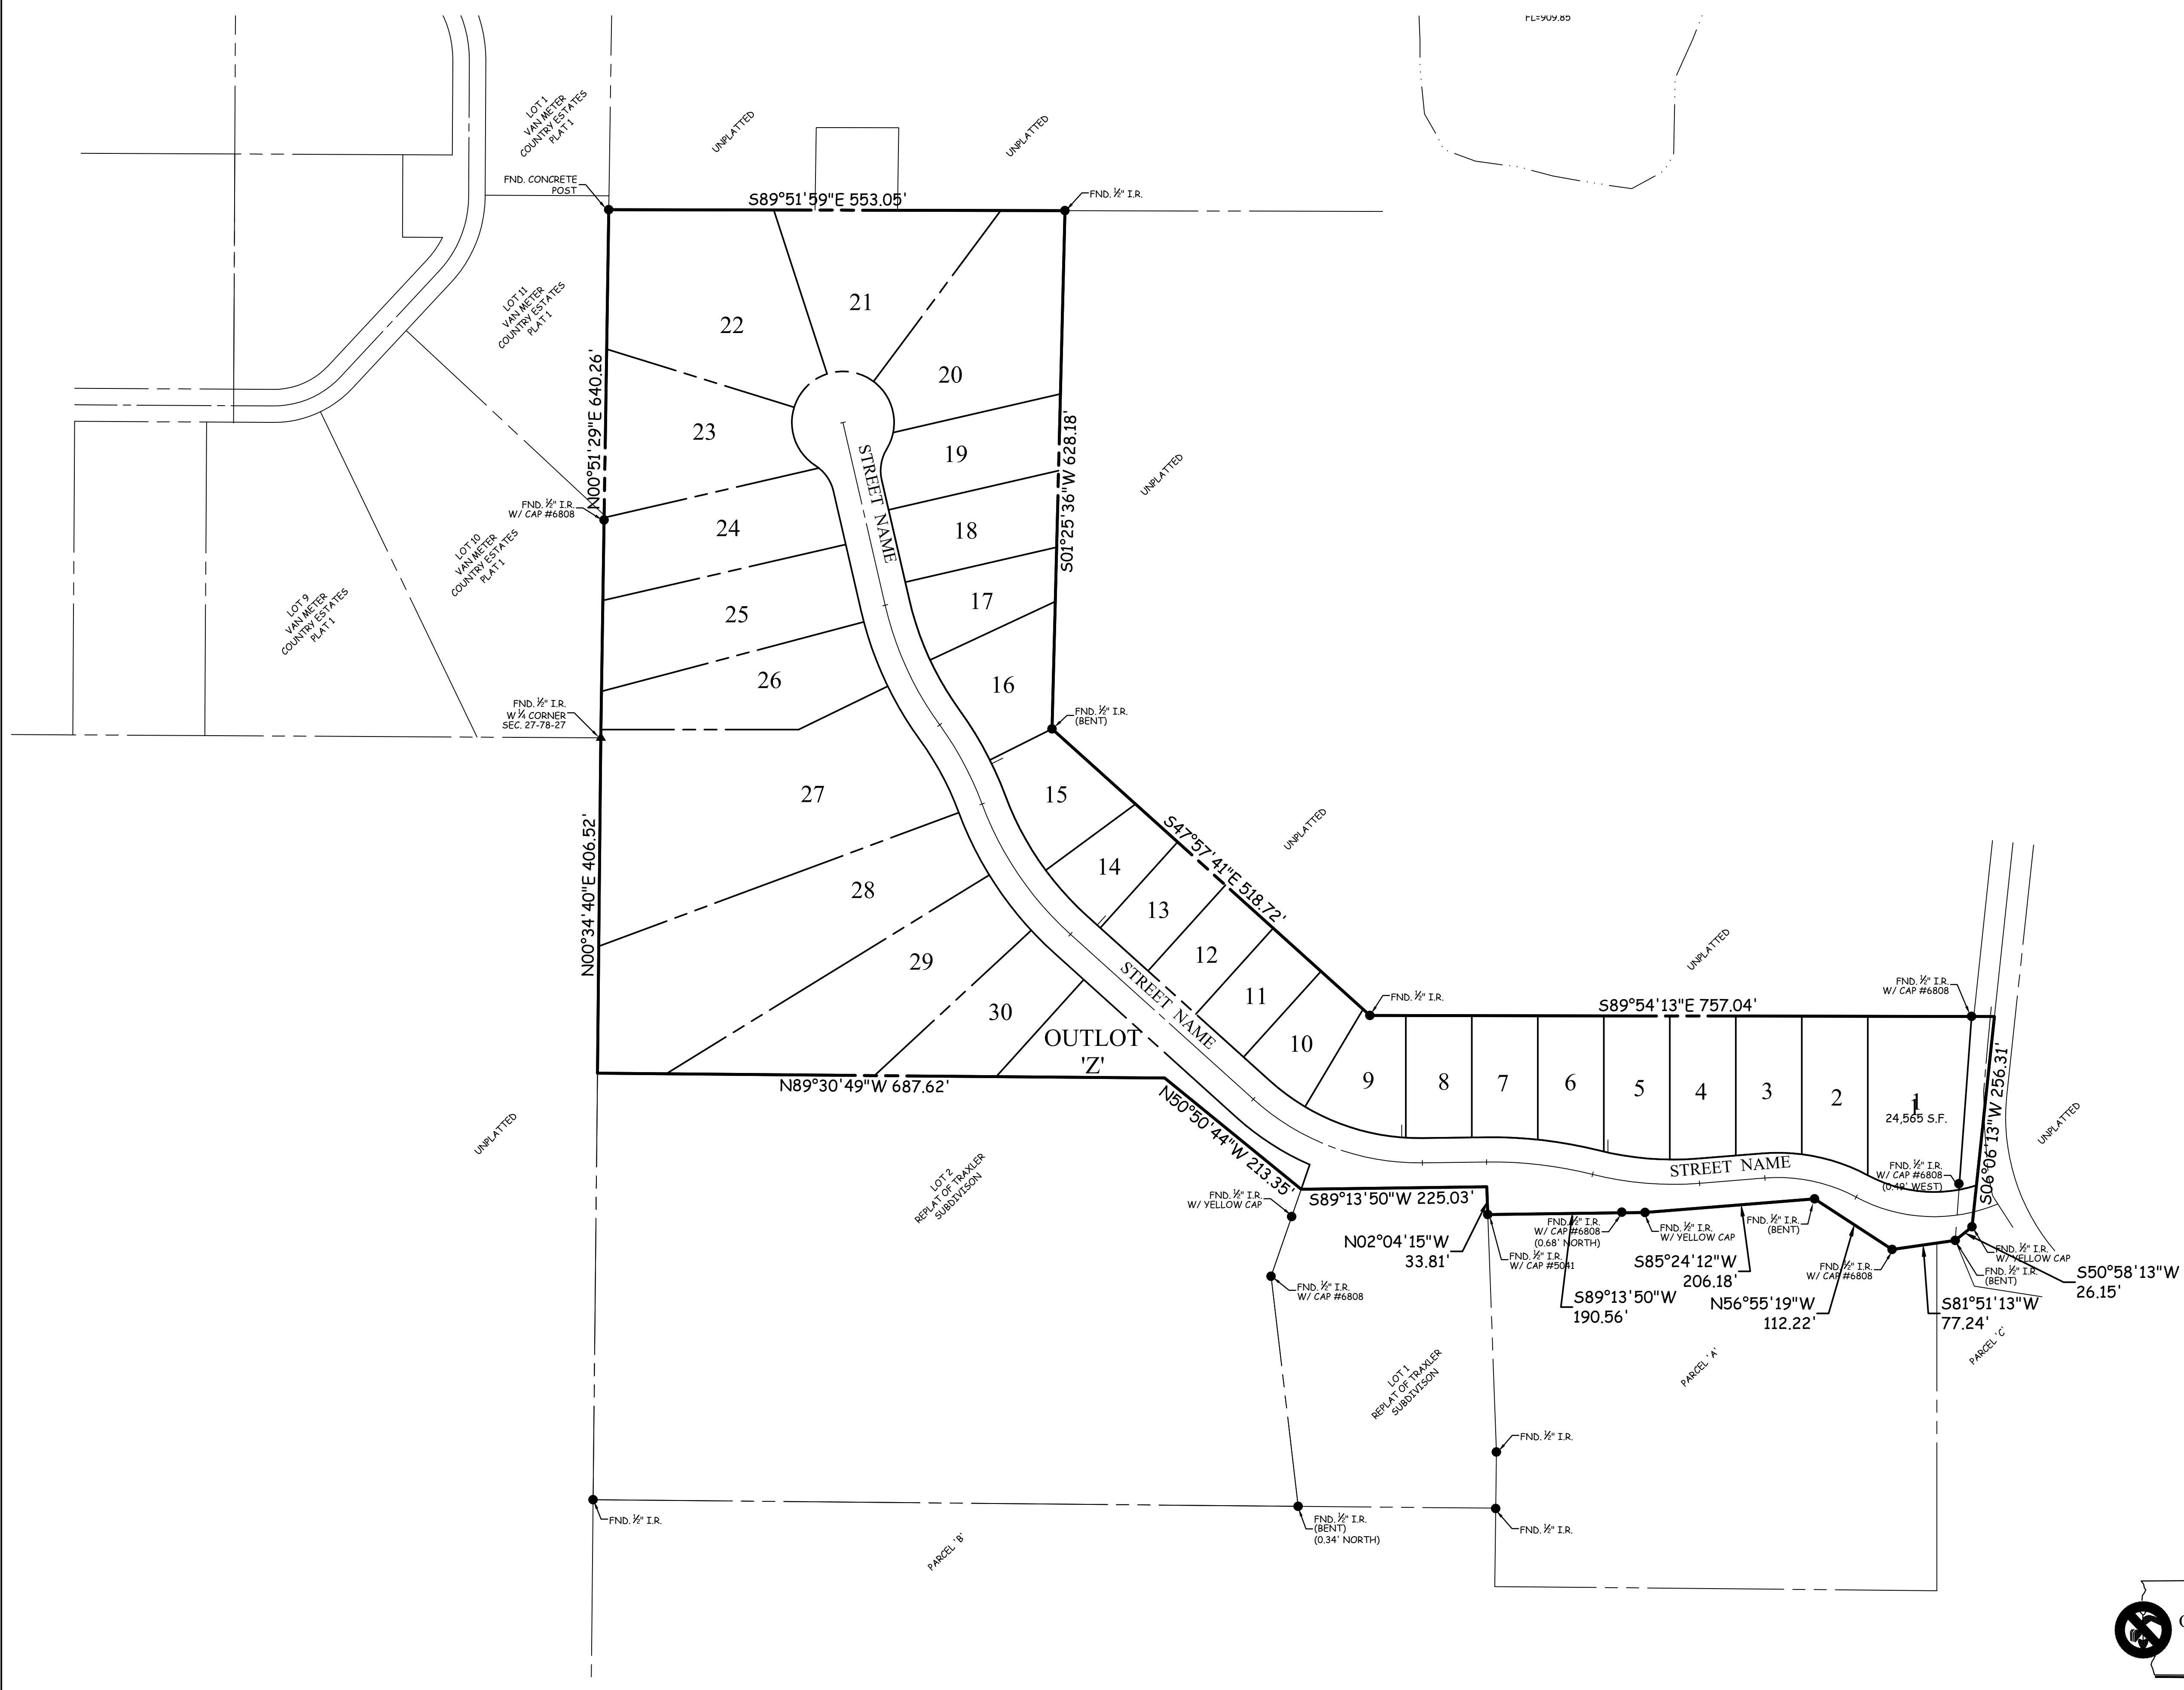 FL=909.85
LOT 1
VAN METER
COUNTRY ESTATES
PLAT 1
UNPLATTED
UNPLATTED
FND. CONCRETE
POST
S89°51'59"E 553.05'
FND. ½" I.R.
LOT 11
VAN METER
COUNTRY ESTATES
PLAT 1
22
21
20
N00°51'29"E 640.26'
S01°25'36"W 628.18'
23
19
STREET NAME
UNPLATTED
FND. ½" I.R.
W/ CAP #6808
24
18
LOT 10
VAN METER
COUNTRY ESTATES
PLAT 1
LOT 9
VAN METER
COUNTRY ESTATES
PLAT 1
25
17
26
16
FND. ½" I.R.
W ¼ CORNER
SEC. 27-78-27
FND. ½" I.R.
(BENT)
27
15
S47°57'41"E 518.72'
UNPLATTED
N00°34'40"E 406.52'
28
14
13
29
12
11
10
STREET NAME
30
OUTLOT
'Z'
FND. ½" I.R.
UNPLATTED
S89°54'13"E 757.04'
FND. ½" I.R.
W/ CAP #6808
9
8
7
6
5
4
3
2
1
24,565 S.F.
S06°06'13"W 256.31'
UNPLATTED
N89°30'49"W 687.62'
N50°50'44"W 213.35'
UNPLATTED
LOT 2
REPLAT OF TRAXLER
SUBDIVISON
STREET NAME
FND. ½" I.R.
W/ CAP #6808
(0.49' WEST)
FND. ½" I.R.
W/ YELLOW CAP
S89°13'50"W 225.03'
N02°04'15"W
33.81'
FND. ½" I.R.
W/ CAP #6808
(0.68' NORTH)
FND. ½" I.R.
W/ CAP #5041
FND. ½" I.R.
W/ YELLOW CAP
FND. ½" I.R.
(BENT)
S85°24'12"W
206.18'
S89°13'50"W
190.56'
N56°55'19"W
112.22'
FND. ½" I.R.
W/ CAP #6808
FND. ½" I.R.
W/ YELLOW CAP
FND. ½" I.R.
(BENT)
S50°58'13"W
26.15'
S81°51'13"W
77.24'
FND. ½" I.R.
W/ CAP #6808
LOT 1
REPLAT OF TRAXLER
SUBDIVISON
PARCEL 'A'
PARCEL 'C'
FND. ½" I.R.
FND. ½" I.R.
FND. ½" I.R.
(BENT)
(0.34' NORTH)
FND. ½" I.R.
PARCEL 'B'